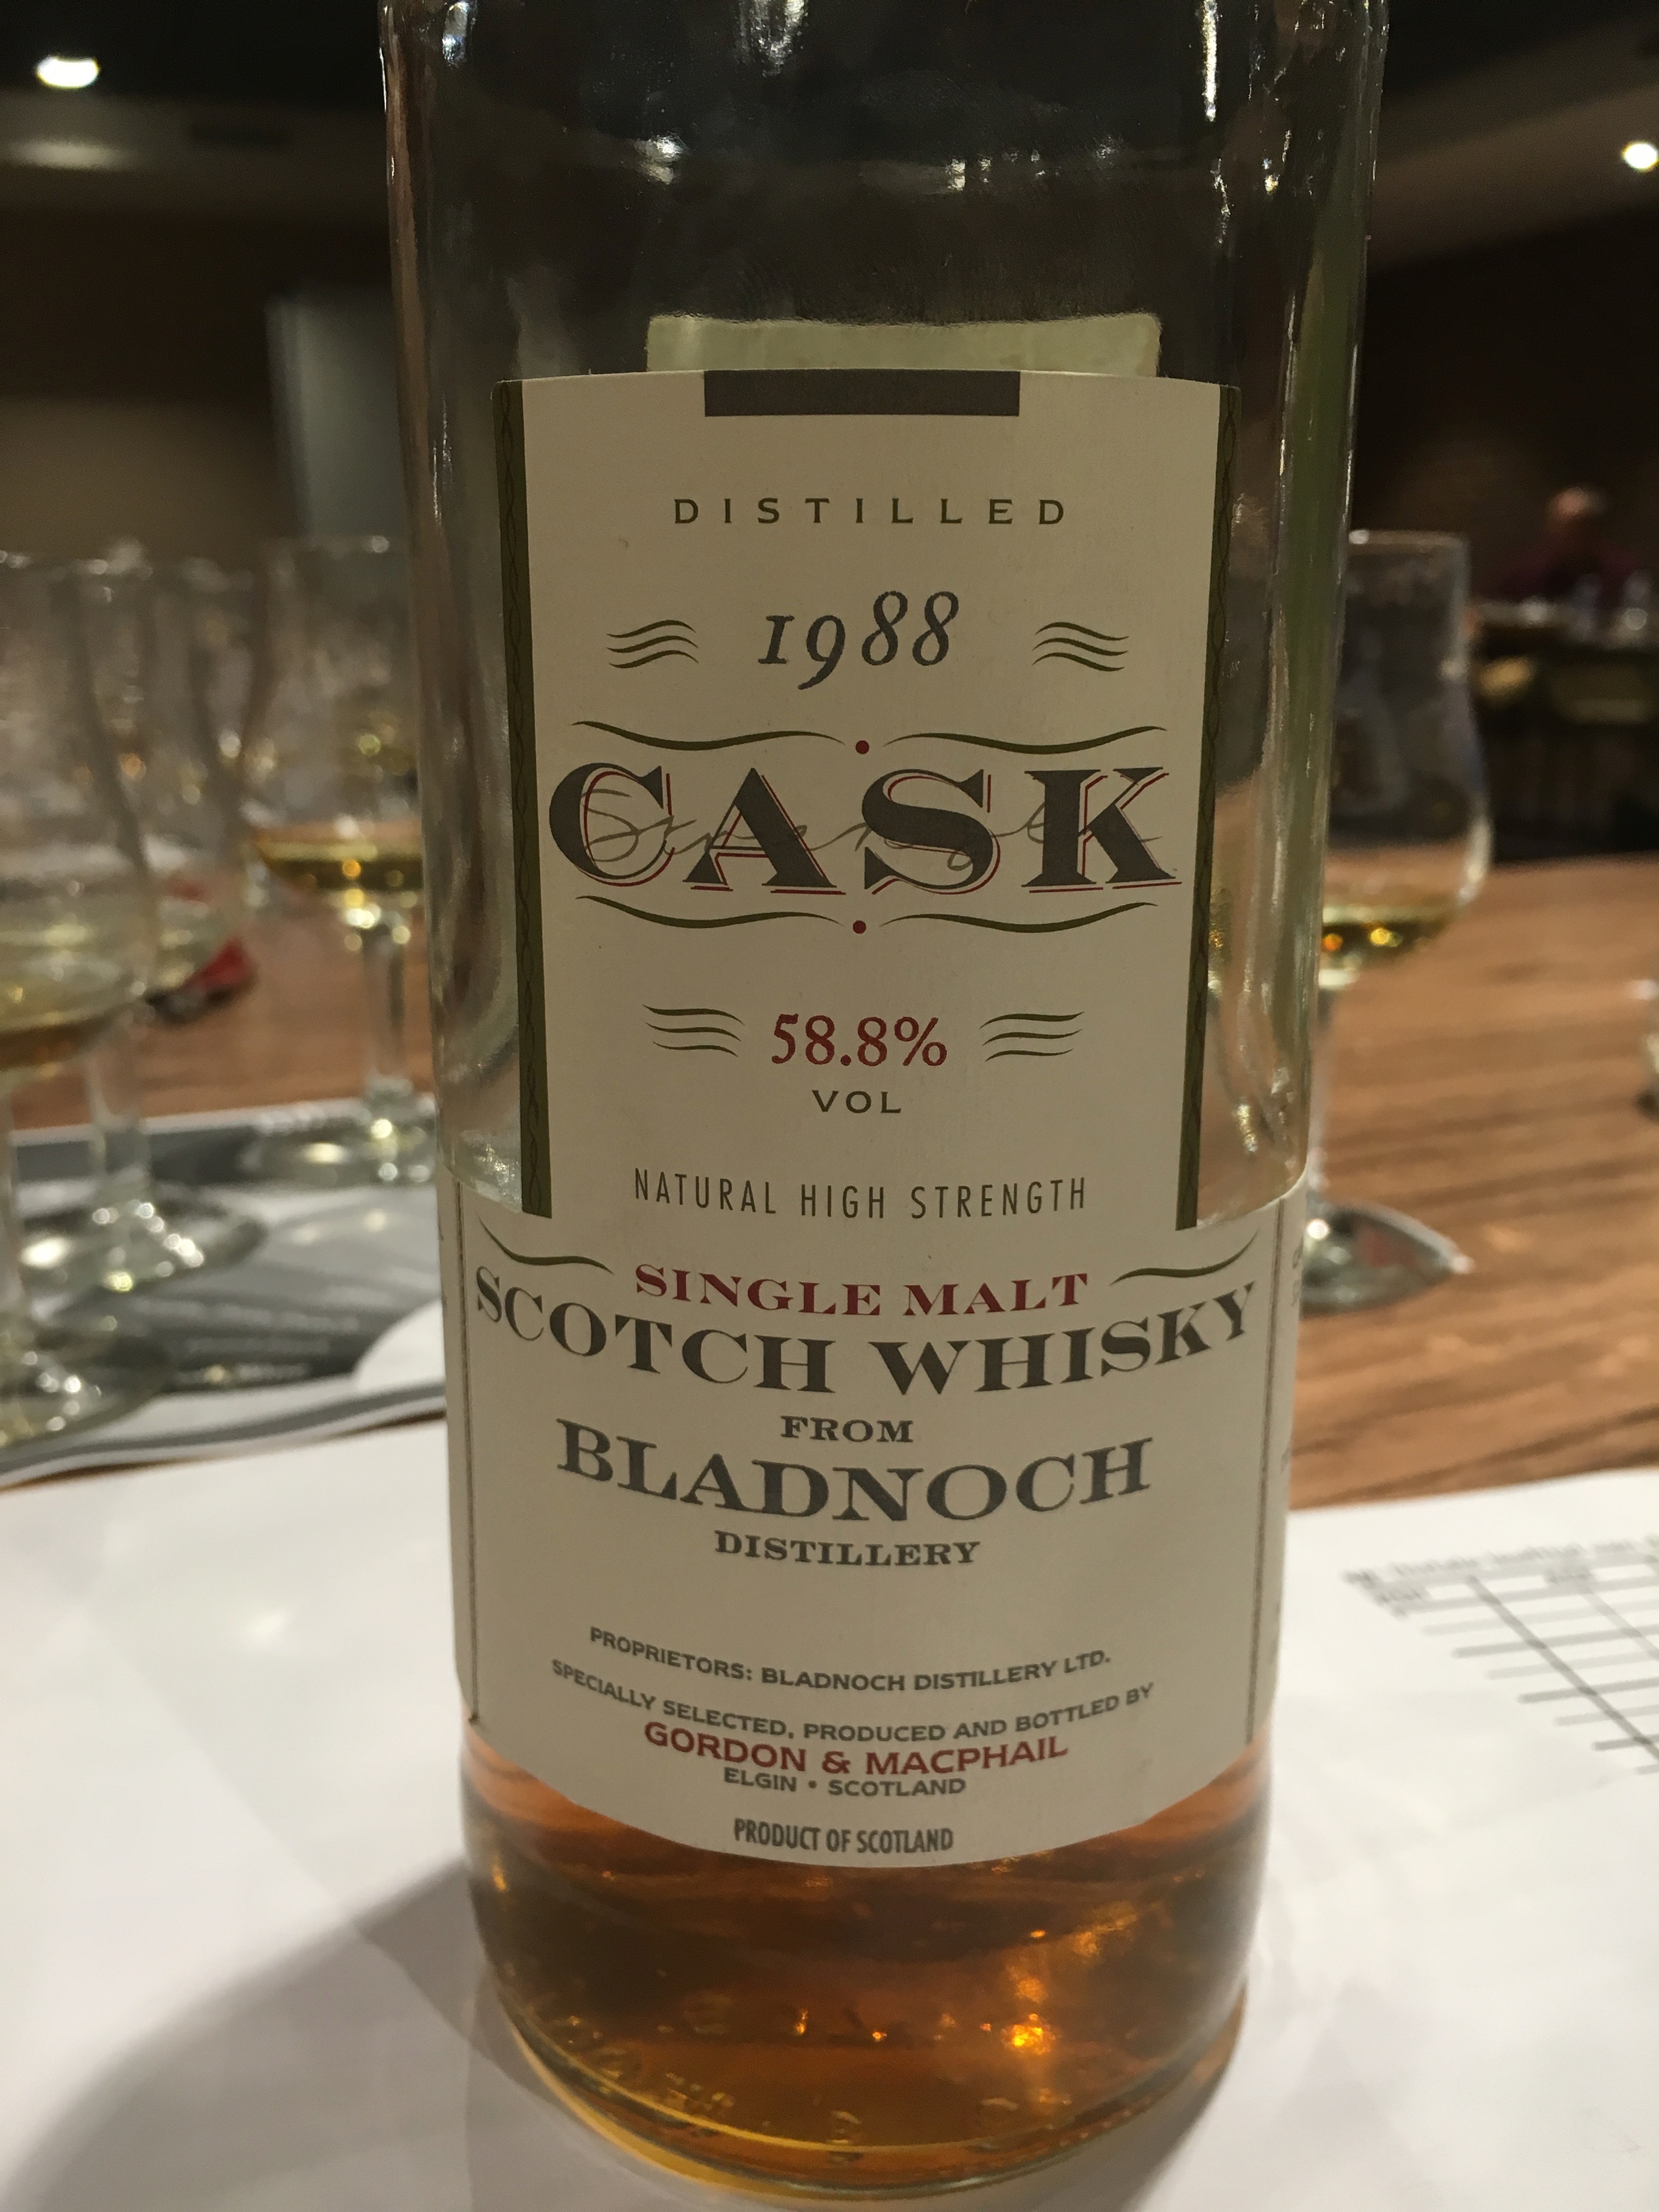 DISTILLED
1988
CASK
58.8%
VOL
NATURAL HIGH STRENGTH
SINGLE MALT
SCOTCH WHISKY
FROM
BLADNOCH
DISTILLERY
PROPRIETORS: BLADNOCH DISTILLERY LTD.
SPECIALLY SELECTED, PRODUCED AND BOTTLED BY
GORDON & MACPHAIL
ELGIN • SCOTLAND
PRODUCT OF SCOTLAND